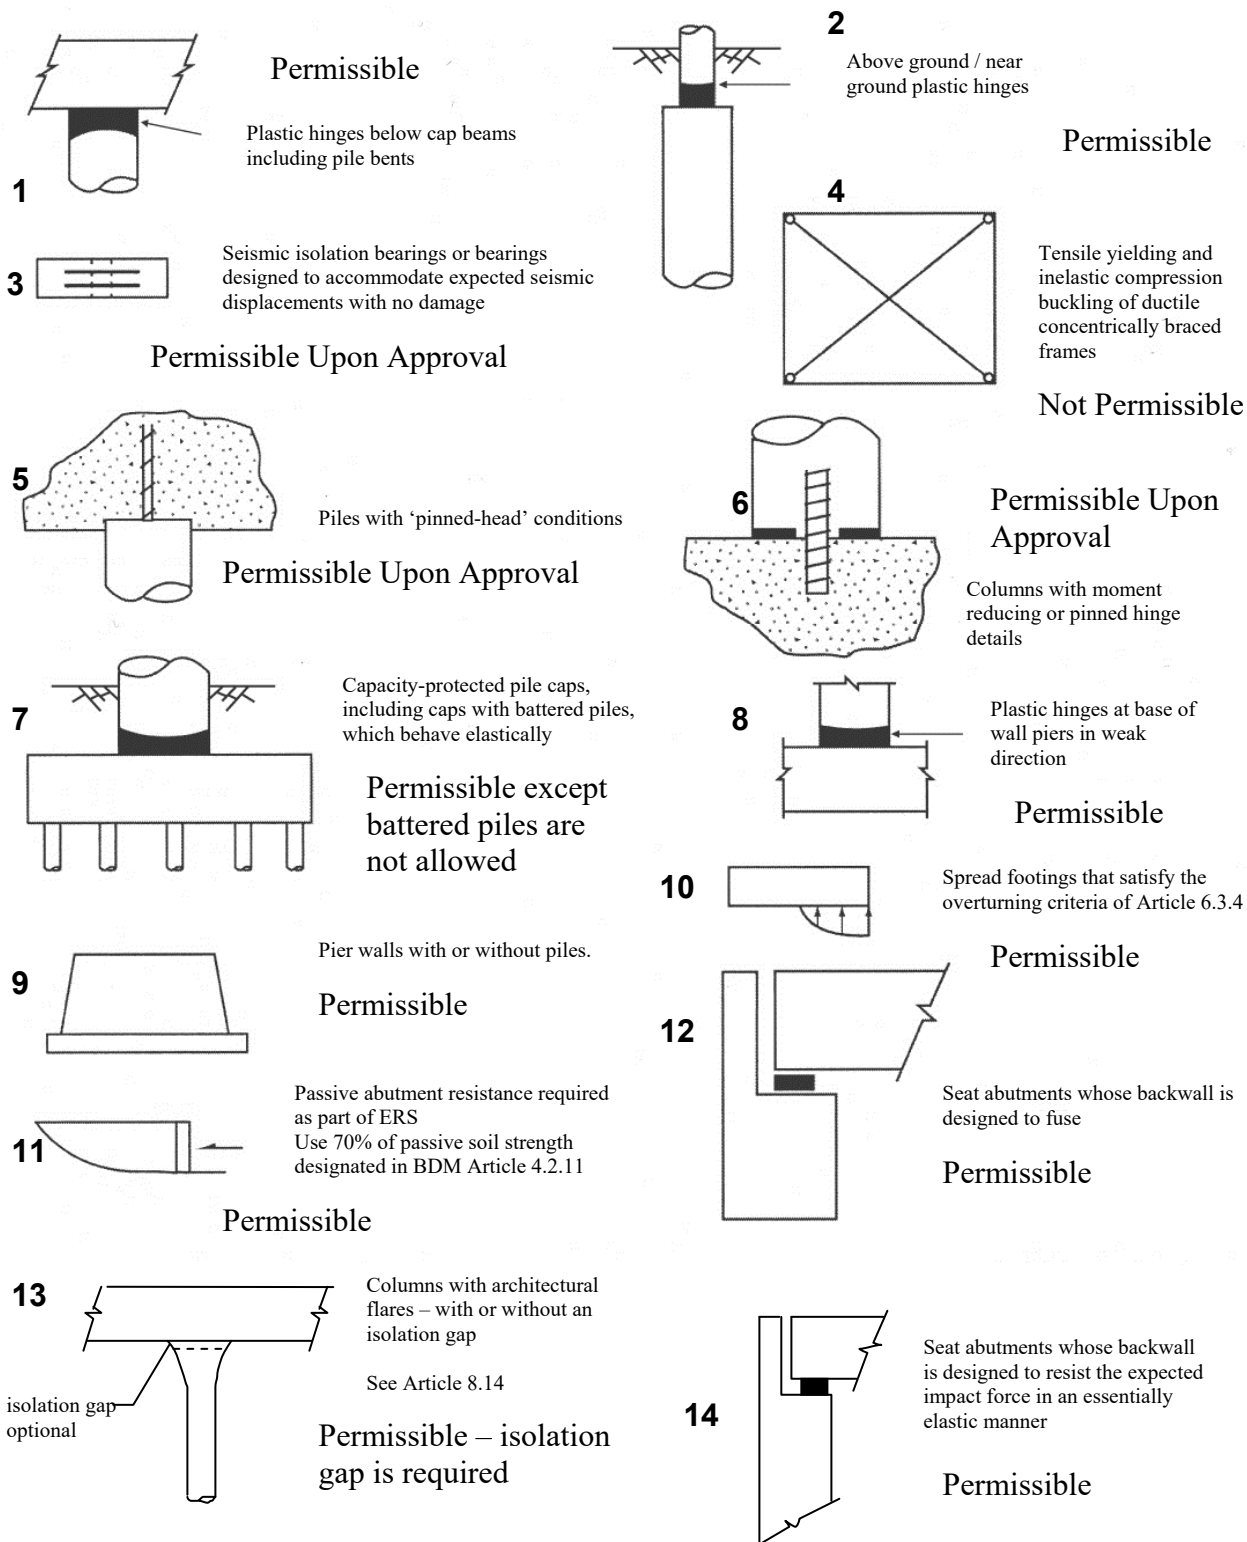 1
Permissible
Plastic hinges below cap beams
including pile bents
2
Above ground / near
ground plastic hinges
Permissible
3
Seismic isolation bearings or bearings
designed to accommodate expected seismic
displacements with no damage
Permissible Upon Approval
4
Tensile yielding and
inelastic compression
buckling of ductile
concentrically braced
frames
Not Permissible
5
Piles with ‘pinned-head’ conditions
Permissible Upon Approval
6
Permissible Upon
Approval
Columns with moment
reducing or pinned hinge
details
7
Capacity-protected pile caps,
including caps with battered piles,
which behave elastically
Permissible except
battered piles are
not allowed
8
Plastic hinges at base of
wall piers in weak
direction
Permissible
9
Pier walls with or without piles.
Permissible
10
Spread footings that satisfy the
overturning criteria of Article 6.3.4
Permissible
11
Passive abutment resistance required
as part of ERS
Use 70% of passive soil strength
designated in BDM Article 4.2.11
Permissible
12
Seat abutments whose backwall is
designed to fuse
Permissible
13
Columns with architectural
flares – with or without an
isolation gap
See Article 8.14
isolation gap
optional
Permissible – isolation
gap is required
14
Seat abutments whose backwall
is designed to resist the expected
impact force in an essentially
elastic manner
Permissible